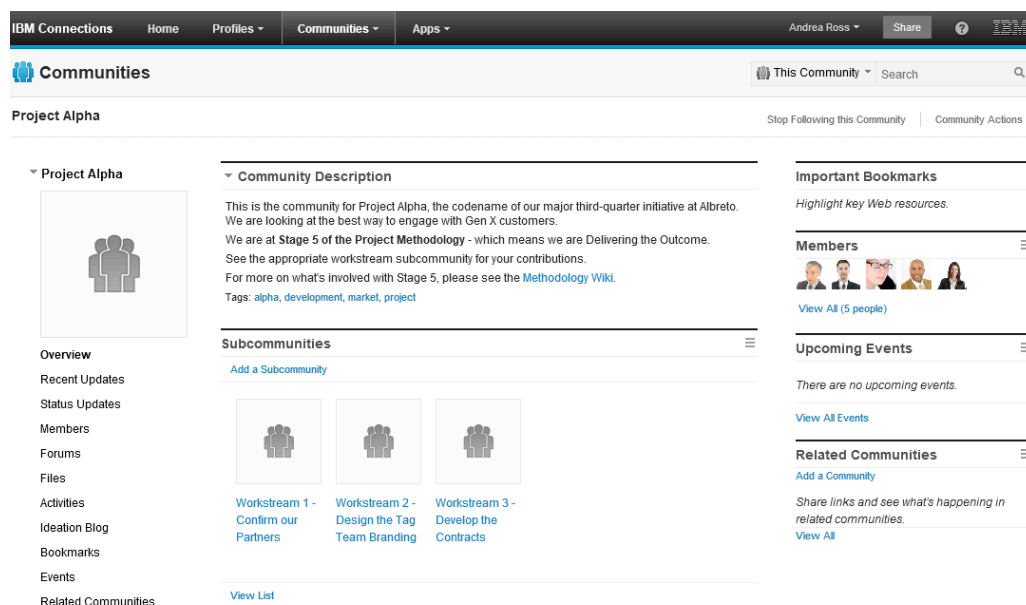 IBM Connections Home Profiles Communities Apps Andrea Ross Share ? IBM
Communities This Community Search
Project Alpha Stop Following this Community Community Actions
Project Alpha
Overview
Recent Updates
Status Updates
Members
Forums
Files
Activities
Ideation Blog
Bookmarks
Events
Related Communities
Community Description
This is the community for Project Alpha, the codename of our major third-quarter initiative at Albreto.
We are looking at the best way to engage with Gen X customers.
We are at Stage 5 of the Project Methodology - which means we are Delivering the Outcome.
See the appropriate workstream subcommunity for your contributions.
For more on what's involved with Stage 5, please see the Methodology Wiki.
Tags: alpha, development, market, project
Subcommunities
Add a Subcommunity
Workstream 1 -
Confirm our
Partners
Workstream 2 -
Design the Tag
Team Branding
Workstream 3 -
Develop the
Contracts
View List
Important Bookmarks
Highlight key Web resources.
Members
View All (5 people)
Upcoming Events
There are no upcoming events.
View All Events
Related Communities
Add a Community
Share links and see what's happening in
related communities.
View All